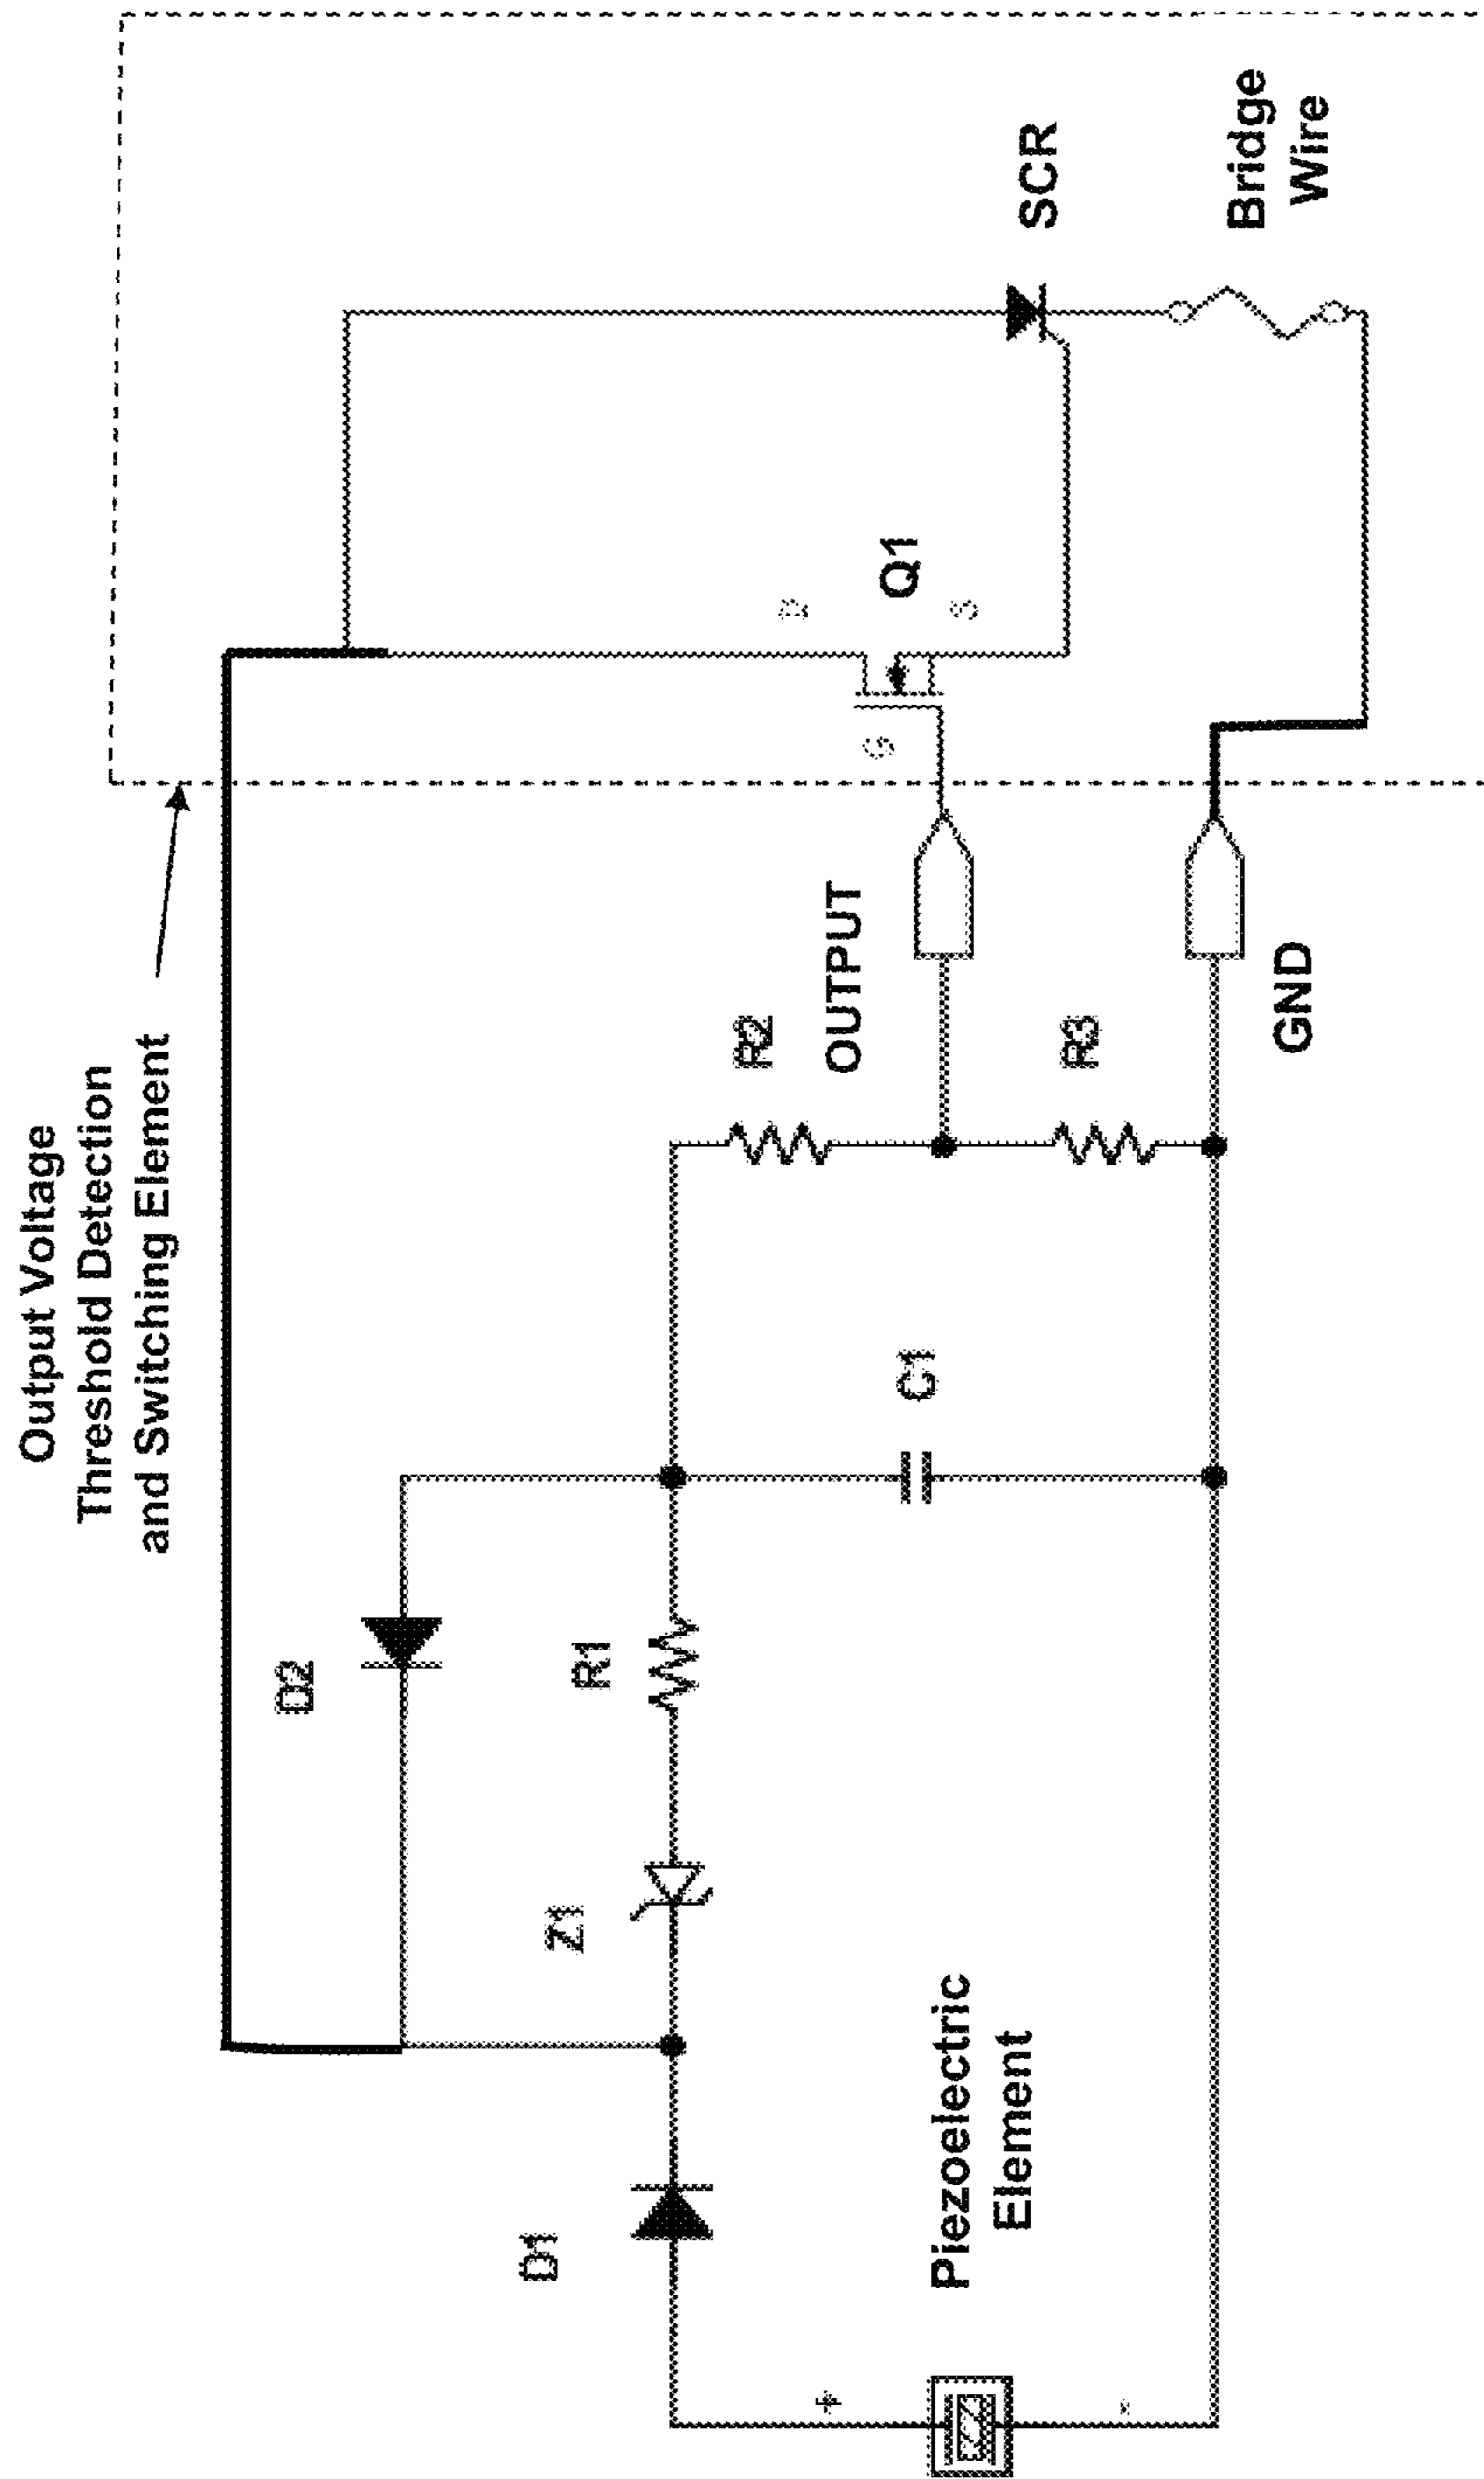 Output Voltage
Threshold Detection
and Switching Element
D2
D1
Z1
R1
C1
R2
R3
OUTPUT
GND
G
D
S
Q1
SCR
Bridge
Wire
Piezoelectric
Element
+
-